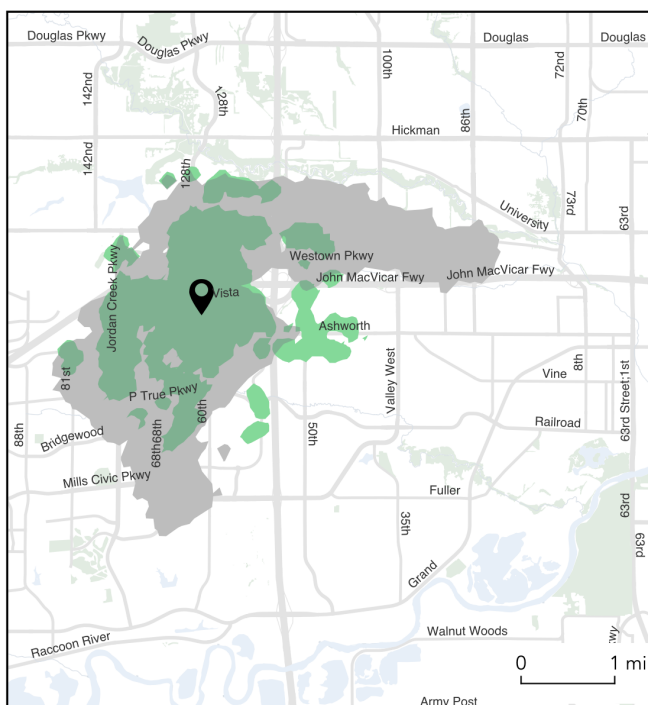 Douglas Pkwy
Douglas Pkwy
Douglas
Douglas
142nd
128th
100th
86th
72nd
70th
Hickman
142nd
128th
73rd
63rd
University
Westown Pkwy
John MacVicar Fwy
John MacVicar Fwy
Jordan Creek Pkwy
Vista
Ashworth
81st
P True Pkwy
Valley West
Vine
8th
63rd Street;1st
88th
Bridgewood
68th
68th
60th
50th
Railroad
Mills Civic Pkwy
Fuller
35th
63rd
63rd
Grand
Raccoon River
Walnut Woods
wy
0 1 mi
Army Post